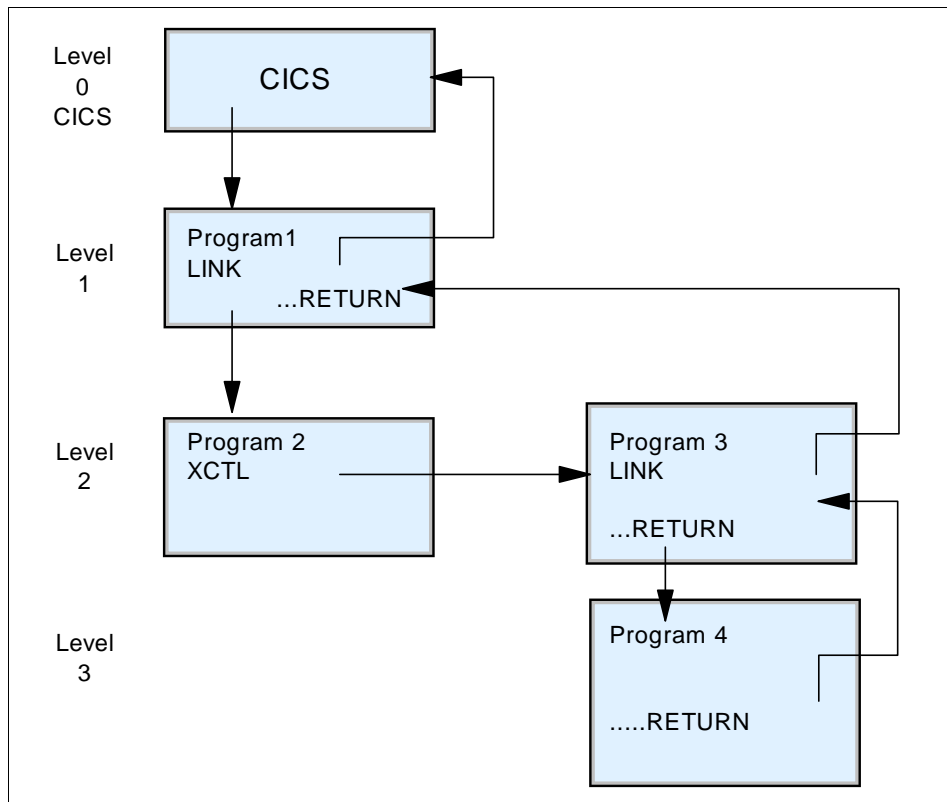 Level
0
CICS
CICS
Level
1
Program1
LINK
...RETURN
Level
2
Program 2
XCTL
Program 3
LINK
...RETURN
Level
3
Program 4
.....RETURN